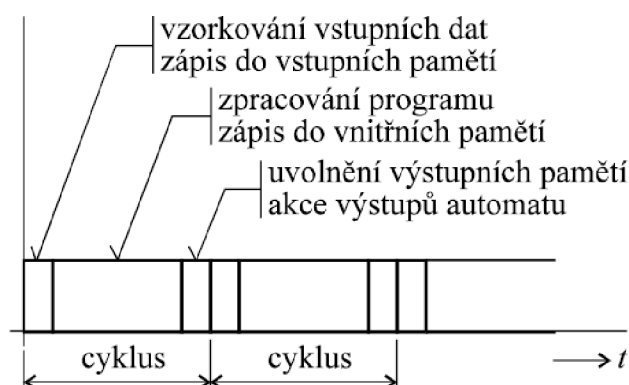 vzorkování vstupních dat
zápis do vstupních pamětí
zpracování programu
zápis do vnitřních pamětí
uvolnění výstupních pamětí
akce výstupů automatu
cyklus
cyklus
t